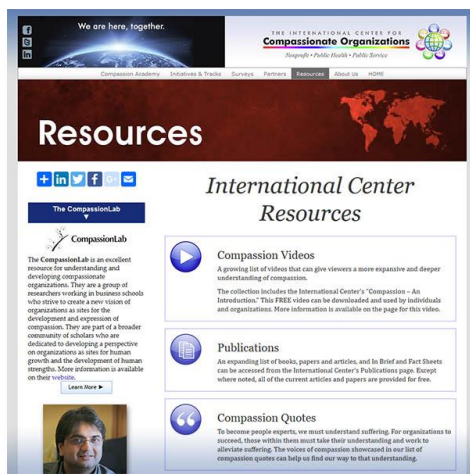 We are here, together.
THE INTERNATIONAL CENTER FOR
Compassionate Organizations
Nonprofit • Public Health • Public Service
Compassion Academy Initiatives & Tracks Surveys Partners Resources About Us HOME
Resources
The CompassionLab
CompassionLab
The CompassionLab is an excellent
resource for understanding and
developing compassionate
organizations. They are a group of
researchers working in business schools
who strive to create a new vision of
organizations as sites for the
development and expression of
compassion. They are part of a broader
community of scholars who are
dedicated to developing a perspective
on organizations as sites for human
growth and the development of human
strengths. More information is available
on their website.
Learn More
International Center
Resources
Compassion Videos
A growing list of videos that can give viewers a more expansive and deeper
understanding of compassion.
The collection includes the International Center's "Compassion – An
Introduction." This FREE video can be downloaded and used by individuals
and organizations. More information is available on the page for this video.
Publications
An expanding list of books, papers and articles, and In Brief and Fact Sheets
can be accessed from the International Center's Publications page. Except
where noted, all of the current articles and papers are provided for free.
Compassion Quotes
To become people experts, we must understand suffering. For organizations to
succeed, those within them must take their understanding and work to
alleviate suffering. The voices of compassion showcased in our list of
compassion quotes can help us find our way to that understanding.